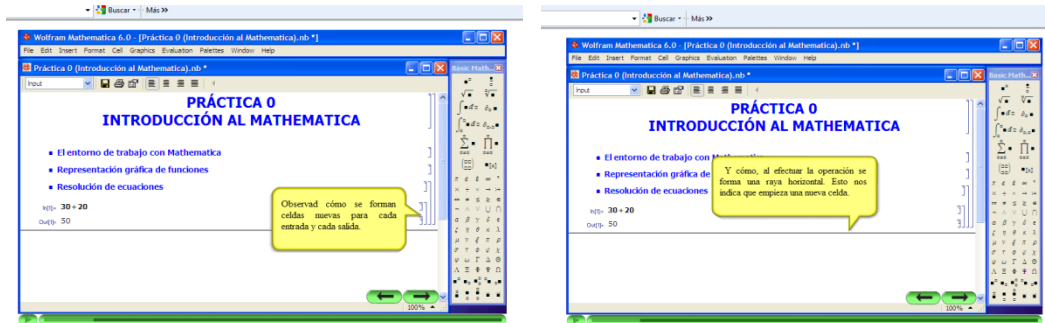 Buscar Más »
Wolfram Mathematica 6.0 - [Práctica 0 (Introducción al Mathematica).nb *]
File Edit Insert Format Cell Graphics Evaluation Palettes Window Help
Práctica 0 (Introducción al Mathematica).nb *
Basic Math...
Input
PRÁCTICA 0
INTRODUCCIÓN AL MATHEMATICA
El entorno de trabajo con Mathematica
Representación gráfica de funciones
Resolución de ecuaciones
In[1]:= 30+20
Out[1]= 50
Observad cómo se forman
celdas nuevas para cada
entrada y cada salida.
100%
Buscar Más »
Wolfram Mathematica 6.0 - [Práctica 0 (Introducción al Mathematica).nb *]
File Edit Insert Format Cell Graphics Evaluation Palettes Window Help
Práctica 0 (Introducción al Mathematica).nb *
Basic Math...
Input
PRÁCTICA 0
INTRODUCCIÓN AL MATHEMATICA
El entorno de trabajo con
Representación gráfica de
Resolución de ecuaciones
In[1]:= 30+20
Out[1]= 50
Y cómo, al efectuar la operación se
forma una raya horizontal. Esto nos
indica que empieza una nueva celda.
100%